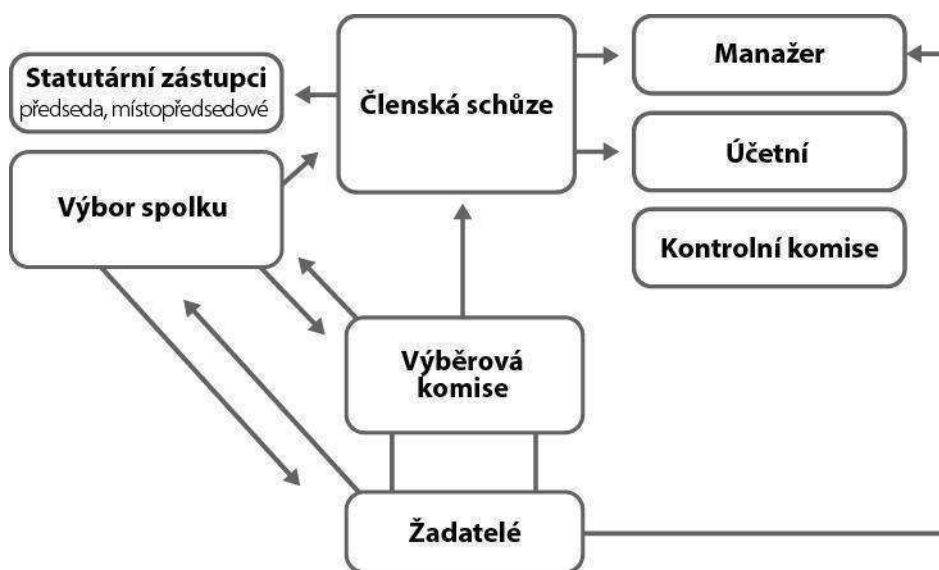 Statutární zástupci
předseda, místopředsedové
Členská schůze
Manažer
Účetní
Výbor spolku
Kontrolní komise
Výběrová
komise
Žadatelé